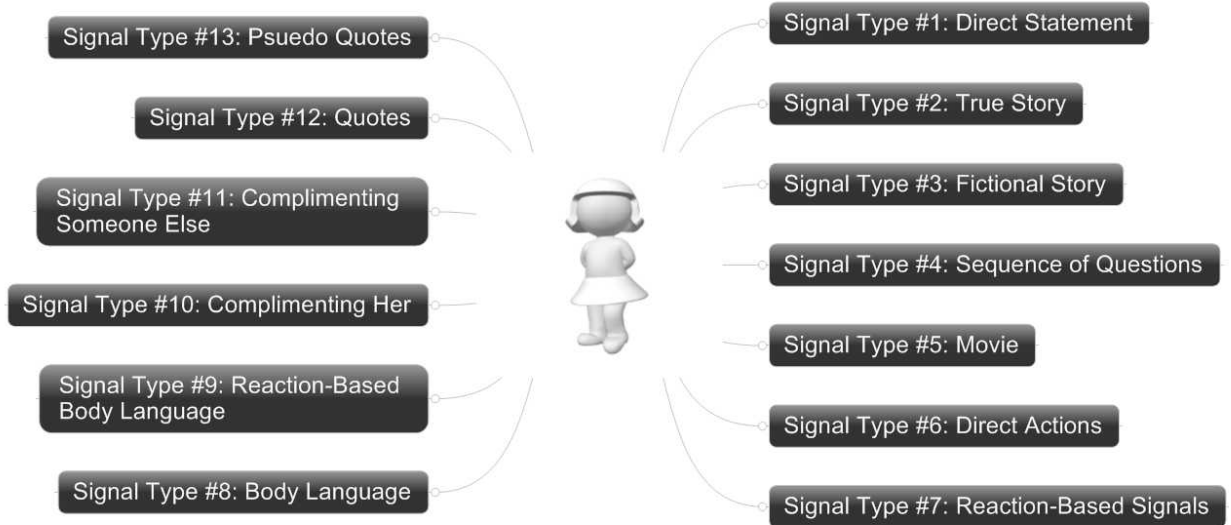 Signal Type #13: Psuedo Quotes
Signal Type #12: Quotes
Signal Type #11: Complimenting
Someone Else
Signal Type #10: Complimenting Her
Signal Type #9: Reaction-Based
Body Language
Signal Type #8: Body Language
Signal Type #1: Direct Statement
Signal Type #2: True Story
Signal Type #3: Fictional Story
Signal Type #4: Sequence of Questions
Signal Type #5: Movie
Signal Type #6: Direct Actions
Signal Type #7: Reaction-Based Signals